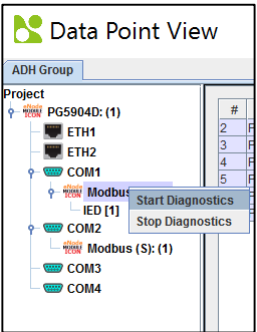 Data Point View
ADH Group
Project
#
PG5904D: (1)
2
ETH1
3
ETH2
4
COM1
5
Modbus
Start Diagnostics
IED [1]
Stop Diagnostics
COM2
Modbus (S): (1)
COM3
COM4